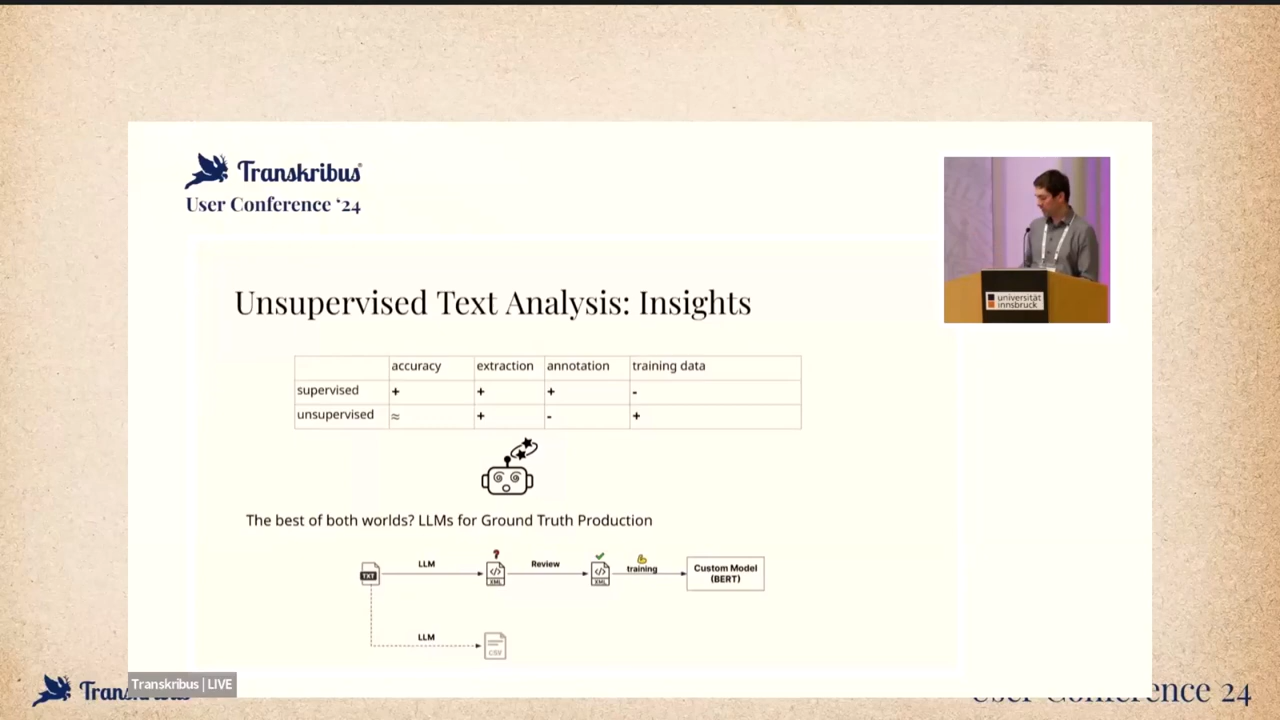 Transkribus
User Conference ‘24
universität
innsbruck
Unsupervised Text Analysis: Insights
accuracy extraction annotation training data
supervised + + + -
unsupervised ≈ + - +
The best of both worlds? LLMs for Ground Truth Production
TXT LLM ? XML Review XML training Custom Model
(BERT)
LLM CSV
Transkribus | LIVE
User Conference 24